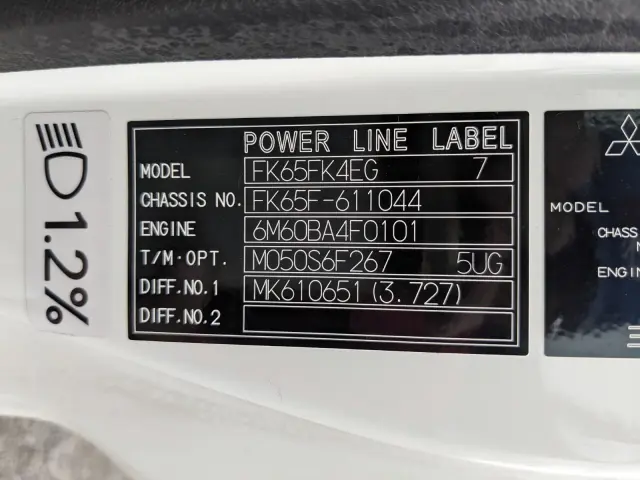 POWER LINE LABEL
MODEL FK65FK4EG 7
CHASSIS NO. FK65F-611044
ENGINE 6M60BA4F0101
T/M·OPT. M050S6F267 5UG
DIFF.NO.1 MK610651(3.727)
DIFF.NO.2
1.2%
MODEL
CHASS
N
ENGIN